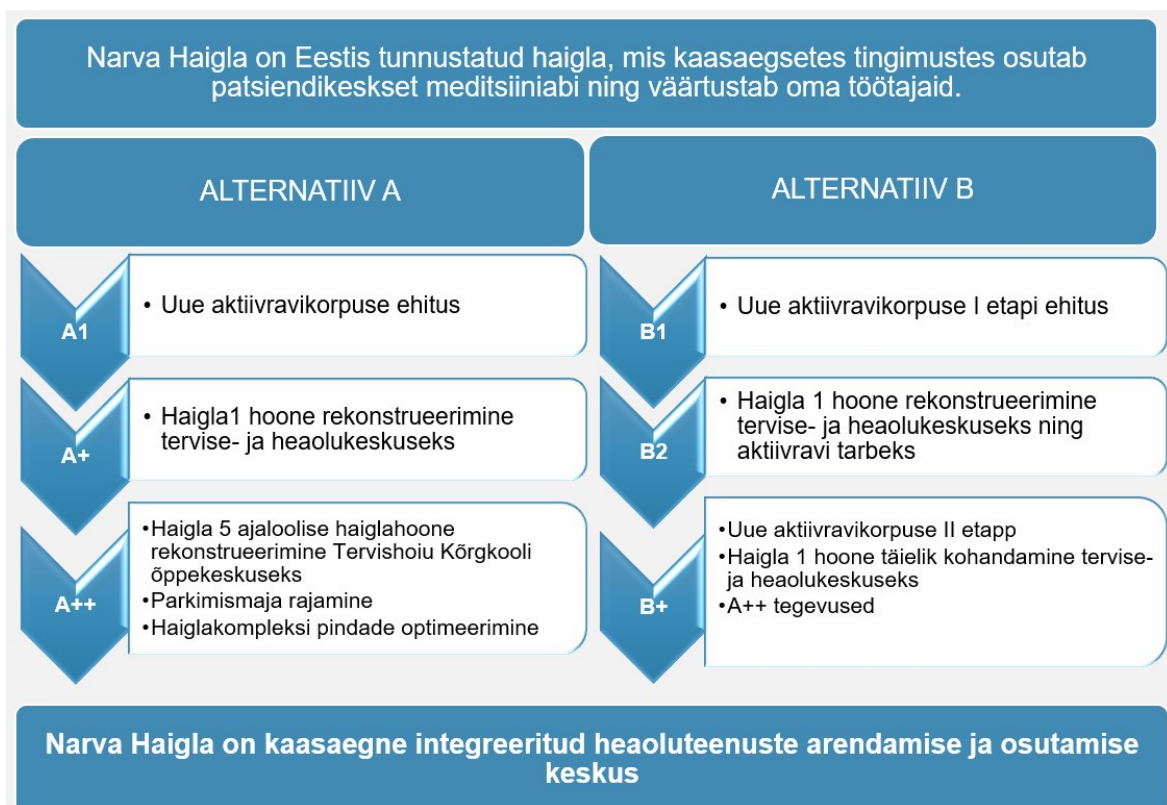 Narva Haigla on Eestis tunnustatud haigla, mis kaasaegsetes tingimustes osutab
patsiendikeskset meditsiiniabi ning väärtustab oma töötajaid.
ALTERNATIIV A
A1
• Uue aktiivravikorpuse ehitus
A+
• Haigla1 hoone rekonstrueerimine
tervise- ja heaolukeskuseks
A++
•Haigla 5 ajaloolise haiglahoone
rekonstrueerimine Tervishoiu Kõrgkooli
õppekeskuseks
•Parkimismaja rajamine
•Haiglakompleksi pindade optimeerimine
ALTERNATIIV B
B1
• Uue aktiivravikorpuse I etapi ehitus
B2
• Haigla 1 hoone rekonstrueerimine
tervise- ja heaolukeskuseks ning
aktiivravi tarbeks
B+
•Uue aktiivravikorpuse II etapp
•Haigla 1 hoone täielik kohandamine tervise-
ja heaolukeskuseks
•A++ tegevused
Narva Haigla on kaasaegne integreeritud heaoluteenuste arendamise ja osutamise
keskus